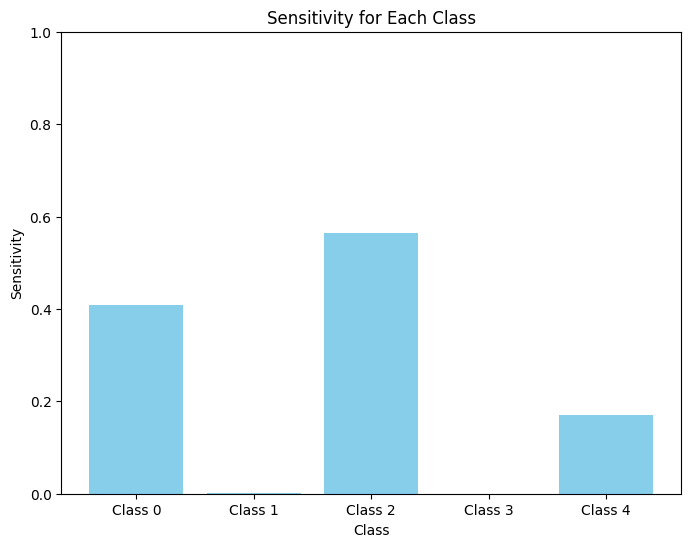 Sensitivity for Each Class
1.0
0.8
0.6
0.4
0.2
0.0
Sensitivity
Class 0
Class 1
Class 2
Class 3
Class 4
Class